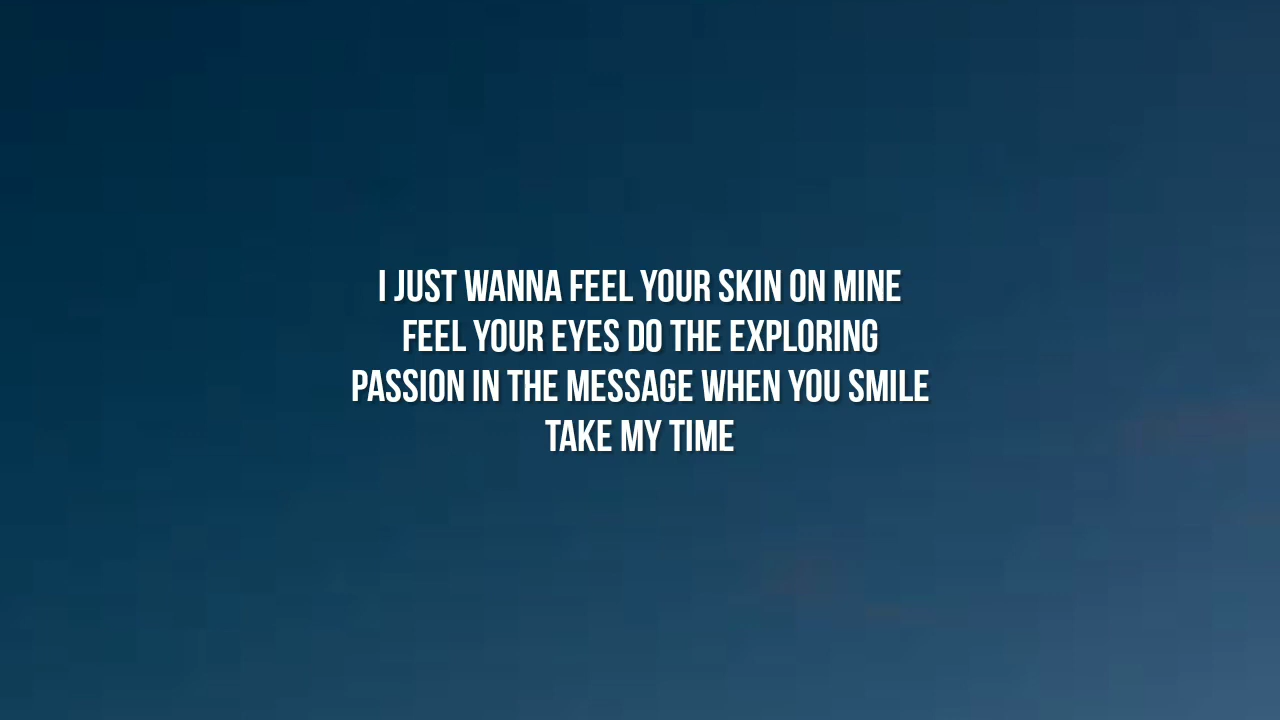 I JUST WANNA FEEL YOUR SKIN ON MINE
FEEL YOUR EYES DO THE EXPLORING
PASSION IN THE MESSAGE WHEN YOU SMILE
TAKE MY TIME